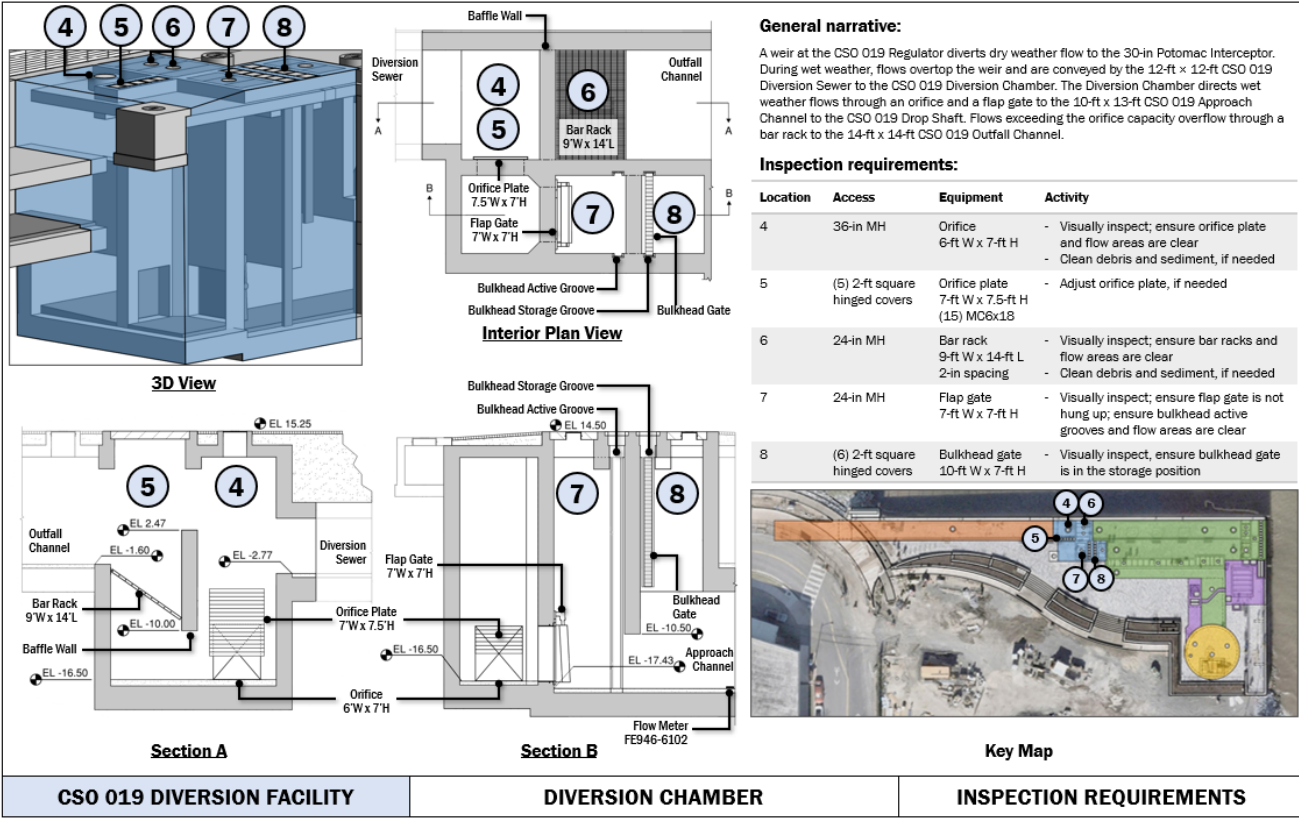 4
5
6
7
8
3D View
Baffle Wall
Diversion
Sewer
Outfall
Channel
4
5
6
Bar Rack
9'W x 14'L
A
A
B
B
Orifice Plate
7.5'W x 7'H
Flap Gate
7'W x 7'H
7
8
Bulkhead Active Groove
Bulkhead Storage Groove
Bulkhead Gate
Interior Plan View
General narrative:
A weir at the CSO 019 Regulator diverts dry weather flow to the 30-in Potomac Interceptor.
During wet weather, flows overtop the weir and are conveyed by the 12-ft × 12-ft CSO 019
Diversion Sewer to the CSO 019 Diversion Chamber. The Diversion Chamber directs wet
weather flows through an orifice and a flap gate to the 10-ft x 13-ft CSO 019 Approach
Channel to the CSO 019 Drop Shaft. Flows exceeding the orifice capacity overflow through a
bar rack to the 14-ft x 14-ft CSO 019 Outfall Channel.
Inspection requirements:
Location Access Equipment Activity
4 36-in MH Orifice - Visually inspect; ensure orifice plate
6-ft W x 7-ft H and flow areas are clear
- Clean debris and sediment, if needed
5 (5) 2-ft square Orifice plate - Adjust orifice plate, if needed
hinged covers 7-ft W x 7.5-ft H
(15) MC6x18
6 24-in MH Bar rack - Visually inspect; ensure bar racks and
9-ft W x 14-ft L flow areas are clear
2-in spacing - Clean debris and sediment, if needed
7 24-in MH Flap gate - Visually inspect; ensure flap gate is not
7-ft W x 7-ft H hung up; ensure bulkhead active
grooves and flow areas are clear
8 (6) 2-ft square Bulkhead gate - Visually inspect, ensure bulkhead gate
hinged covers 10-ft W x 7-ft H is in the storage position
EL 15.25
5
4
EL 2.47
Outfall
Channel
EL -1.60
EL -2.77
Diversion
Sewer
Bar Rack
9'W x 14'L
EL -10.00
Baffle Wall
EL -16.50
Orifice Plate
7'W x 7.5'H
Orifice
6'W x 7'H
Section A
Bulkhead Storage Groove
Bulkhead Active Groove
EL 14.50
7
8
Flap Gate
7'W x 7'H
Bulkhead
Gate
EL -10.50
EL -16.50
Approach
Channel
EL -17.43
Flow Meter
FE946-6102
Section B
4
6
5
7
8
Key Map
CSO 019 DIVERSION FACILITY
DIVERSION CHAMBER
INSPECTION REQUIREMENTS